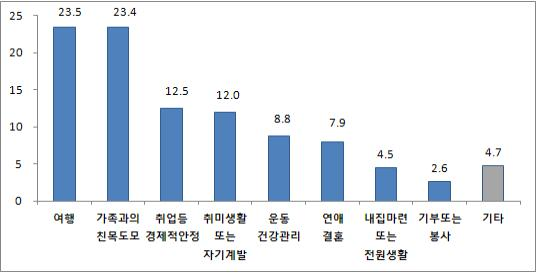 25
20
15
10
5
0
23.5
23.4
12.5
12.0
8.8
7.9
4.5
2.6
4.7
여행
가족과의
친목도모
취업등
경제적안정
취미생활
또는
자기계발
운동
건강관리
연애
결혼
내집마련
또는
전원생활
기부또는
봉사
기타